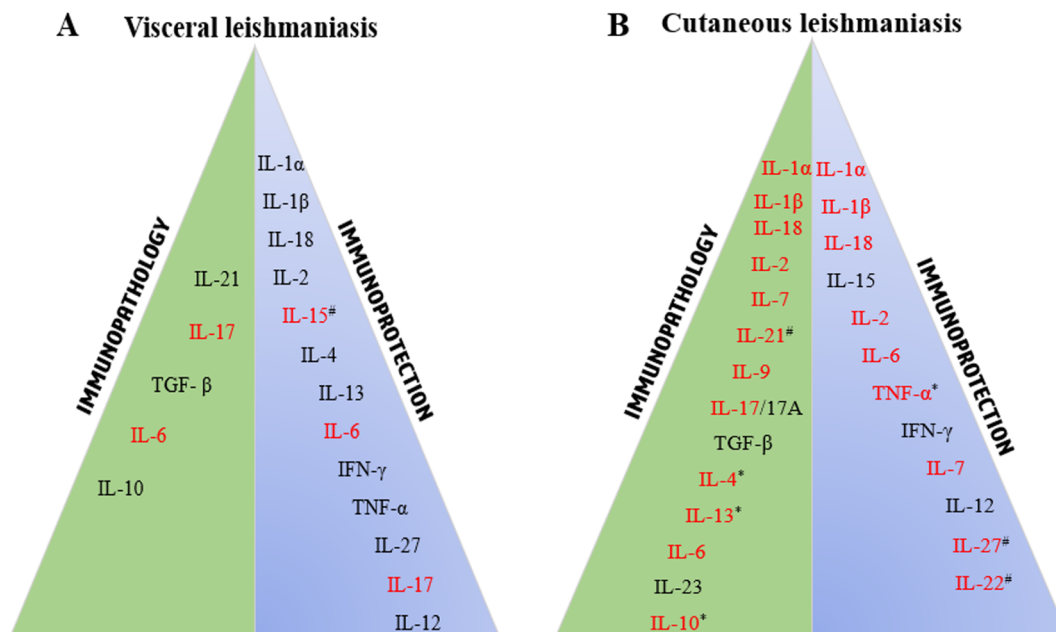 A Visceral leishmaniasis
IMMUNOPATHOLOGY
IL-21
IL-17
TGF- β
IL-6
IL-10
IL-1α
IL-1β
IL-18
IL-2
IL-15#
IL-4
IL-13
IL-6
IFN-γ
TNF-α
IL-27
IL-17
IL-12
IMMUNOPROTECTION
B Cutaneous leishmaniasis
IMMUNOPATHOLOGY
IL-1α
IL-1β
IL-18
IL-2
IL-7
IL-21#
IL-9
IL-17/17A
TGF-β
IL-4*
IL-13*
IL-6
IL-23
IL-10*
IL-1α
IL-1β
IL-18
IL-15
IL-2
IL-6
TNF-α*
IFN-γ
IL-7
IL-12
IL-27#
IL-22#
IMMUNOPROTECTION